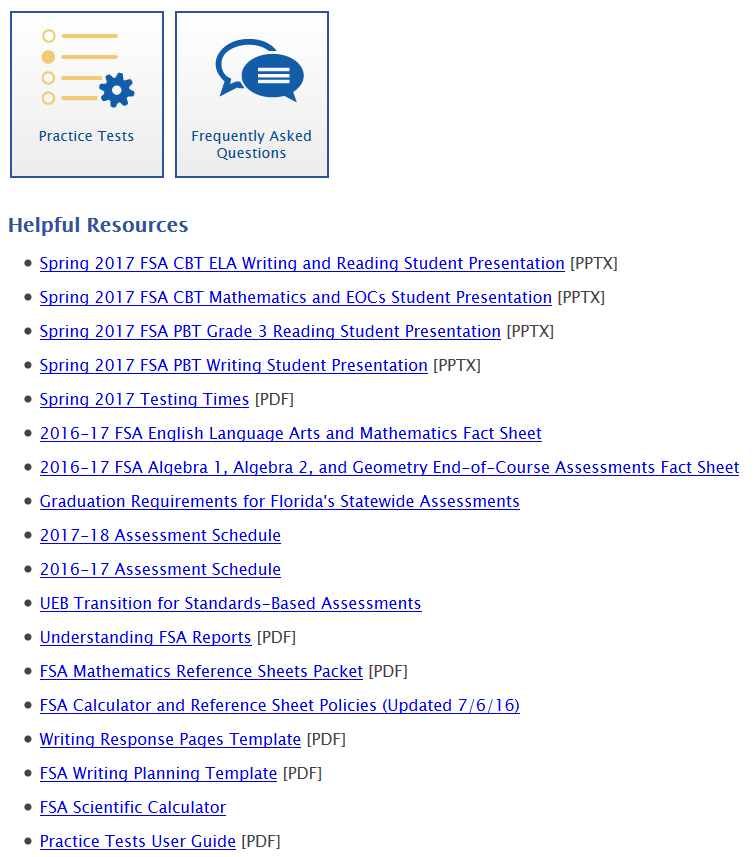 Practice Tests
Frequently Asked
Questions
Helpful Resources
Spring 2017 FSA CBT ELA Writing and Reading Student Presentation [PPTX]
Spring 2017 FSA CBT Mathematics and EOCs Student Presentation [PPTX]
Spring 2017 FSA PBT Grade 3 Reading Student Presentation [PPTX]
Spring 2017 FSA PBT Writing Student Presentation [PPTX]
Spring 2017 Testing Times [PDF]
2016-17 FSA English Language Arts and Mathematics Fact Sheet
2016-17 FSA Algebra 1, Algebra 2, and Geometry End-of-Course Assessments Fact Sheet
Graduation Requirements for Florida's Statewide Assessments
2017-18 Assessment Schedule
2016-17 Assessment Schedule
UEB Transition for Standards-Based Assessments
Understanding FSA Reports [PDF]
FSA Mathematics Reference Sheets Packet [PDF]
FSA Calculator and Reference Sheet Policies (Updated 7/6/16)
Writing Response Pages Template [PDF]
FSA Writing Planning Template [PDF]
FSA Scientific Calculator
Practice Tests User Guide [PDF]